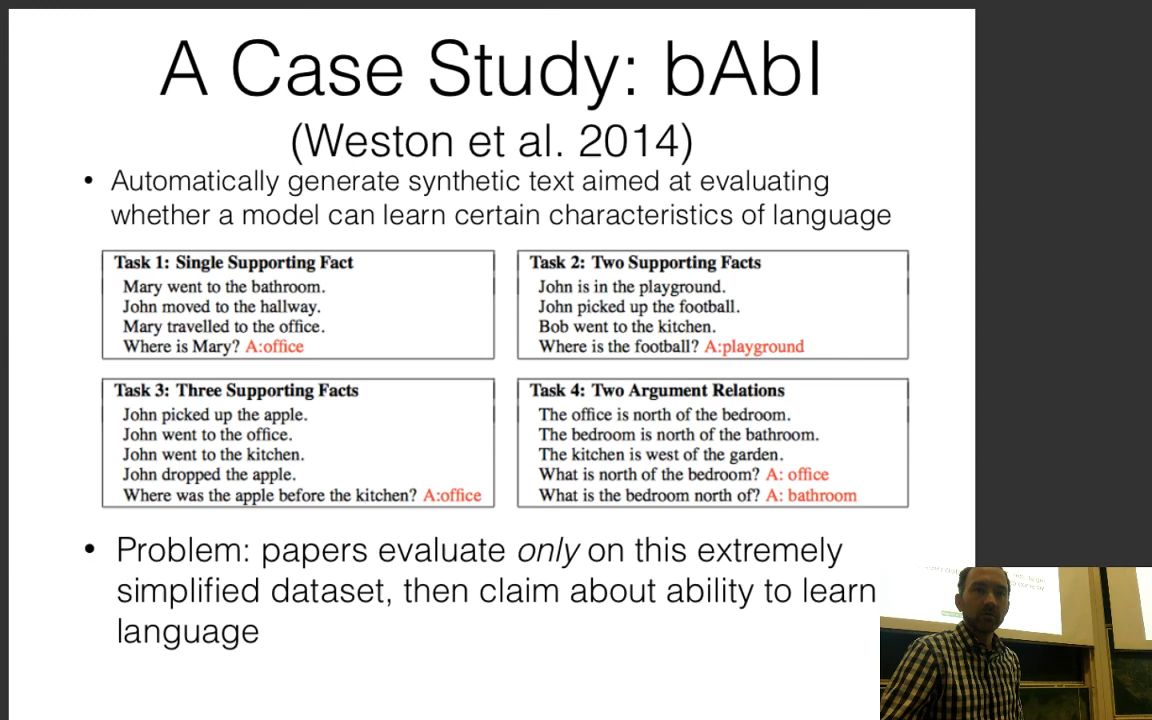 A Case Study: bAbI
(Weston et al. 2014)
• Automatically generate synthetic text aimed at evaluating
whether a model can learn certain characteristics of language
Task 1: Single Supporting Fact
Mary went to the bathroom.
John moved to the hallway.
Mary travelled to the office.
Where is Mary? A:office
Task 2: Two Supporting Facts
John is in the playground.
John picked up the football.
Bob went to the kitchen.
Where is the football? A:playground
Task 3: Three Supporting Facts
John picked up the apple.
John went to the office.
John went to the kitchen.
John dropped the apple.
Where was the apple before the kitchen? A:office
Task 4: Two Argument Relations
The office is north of the bedroom.
The bedroom is north of the bathroom.
The kitchen is west of the garden.
What is north of the bedroom? A: office
What is the bedroom north of? A: bathroom
• Problem: papers evaluate only on this extremely
simplified dataset, then claim about ability to learn
language